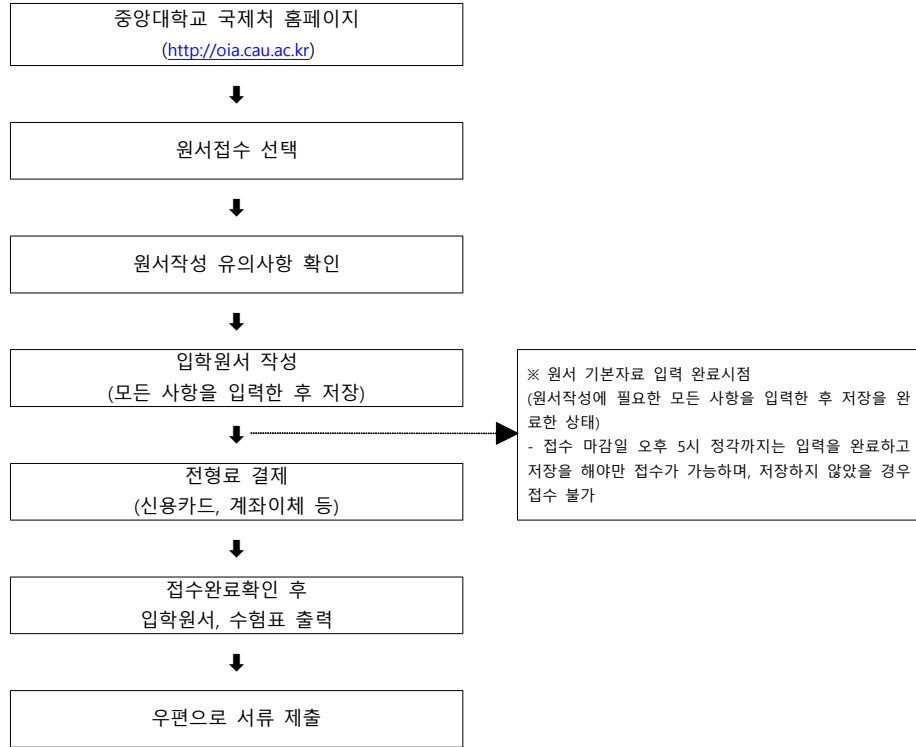 중앙대학교 국제처 홈페이지
(http://oia.cau.ac.kr)
원서접수 선택
원서작성 유의사항 확인
입학원서 작성
(모든 사항을 입력한 후 저장)
※ 원서 기본자료 입력 완료시점
(원서작성에 필요한 모든 사항을 입력한 후 저장을 완
료한 상태)
- 접수 마감일 오후 5시 정각까지는 입력을 완료하고
저장을 해야만 접수가 가능하며, 저장하지 않았을 경우
접수 불가
전형료 결제
(신용카드, 계좌이체 등)
접수완료확인 후
입학원서, 수험표 출력
우편으로 서류 제출